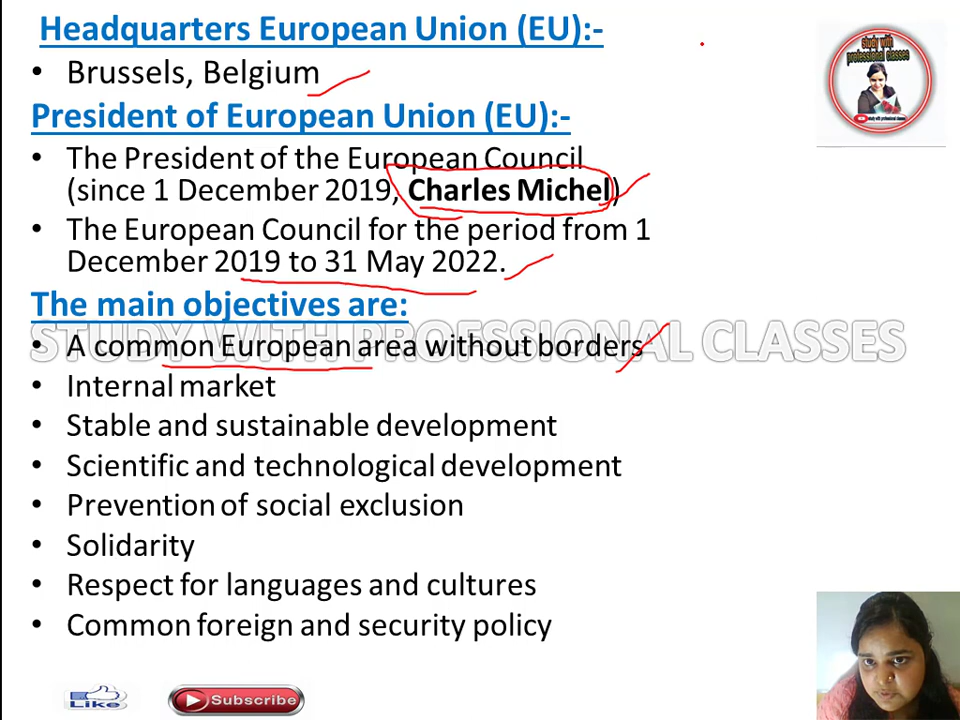 Headquarters European Union (EU):-
• Brussels, Belgium
President of European Union (EU):-
• The President of the European Council
(since 1 December 2019, Charles Michel)
• The European Council for the period from 1
December 2019 to 31 May 2022.
The main objectives are:
STUDY WITH PROFESSIONAL CLASSES
• A common European area without borders
• Internal market
• Stable and sustainable development
• Scientific and technological development
• Prevention of social exclusion
• Solidarity
• Respect for languages and cultures
• Common foreign and security policy
Like
Subscribe
study with
professional classes